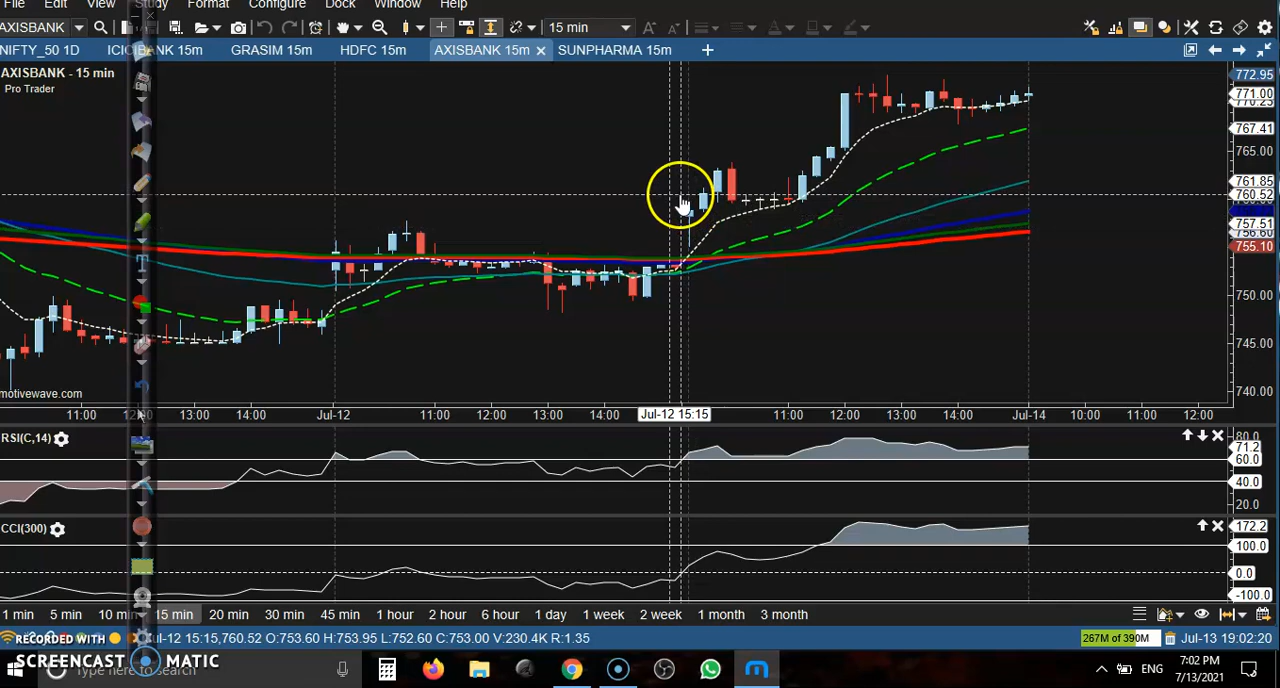 File Edit View Study Format Configure Dock Window Help
AXISBANK 15 min
NIFTY_50 1D ICICIBANK 15m GRASIM 15m HDFC 15m AXISBANK 15m SUNPHARMA 15m
AXISBANK - 15 min
Pro Trader
772.95
771.00
770.25
767.41
765.00
761.85
760.52
757.51
756.60
755.10
750.00
745.00
740.00
motivewave.com
11:00 13:00 14:00 Jul-12 11:00 12:00 13:00 14:00 Jul-12 15:15 11:00 12:00 13:00 14:00 Jul-14 10:00 11:00 12:00
RSI(C,14)
80.0
71.2
60.0
40.0
20.0
CCI(300)
172.2
100.0
0.0
-100.0
1 min 5 min 10 min 15 min 20 min 30 min 45 min 1 hour 2 hour 6 hour 1 day 1 week 2 week 1 month 3 month
Jul-12 15:15,760.52 O:753.60 H:753.95 L:752.60 C:753.00 V:230.4K R:1.35 267M of 390M Jul-13 19:02:20
RECORDED WITH
SCREENCAST MATIC
Type here to search
ENG
7:02 PM
7/13/2021